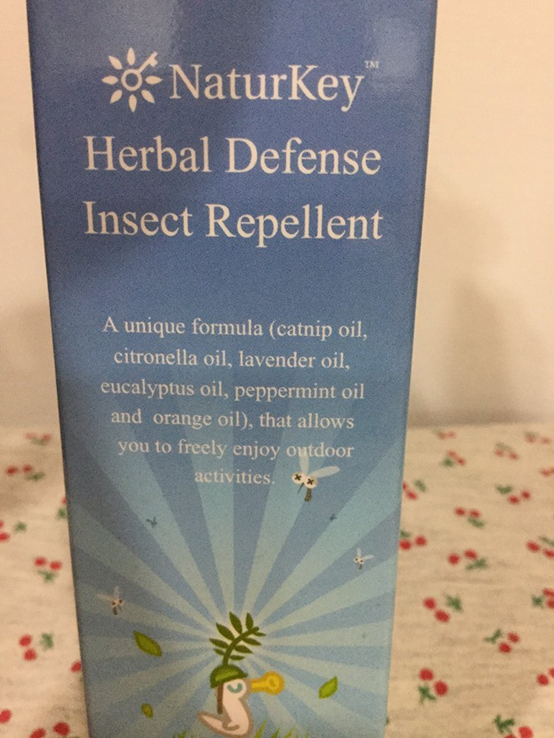 NaturKey™
Herbal Defense
Insect Repellent
A unique formula (catnip oil,
citronella oil, lavender oil,
eucalyptus oil, peppermint oil
and orange oil), that allows
you to freely enjoy outdoor
activities.